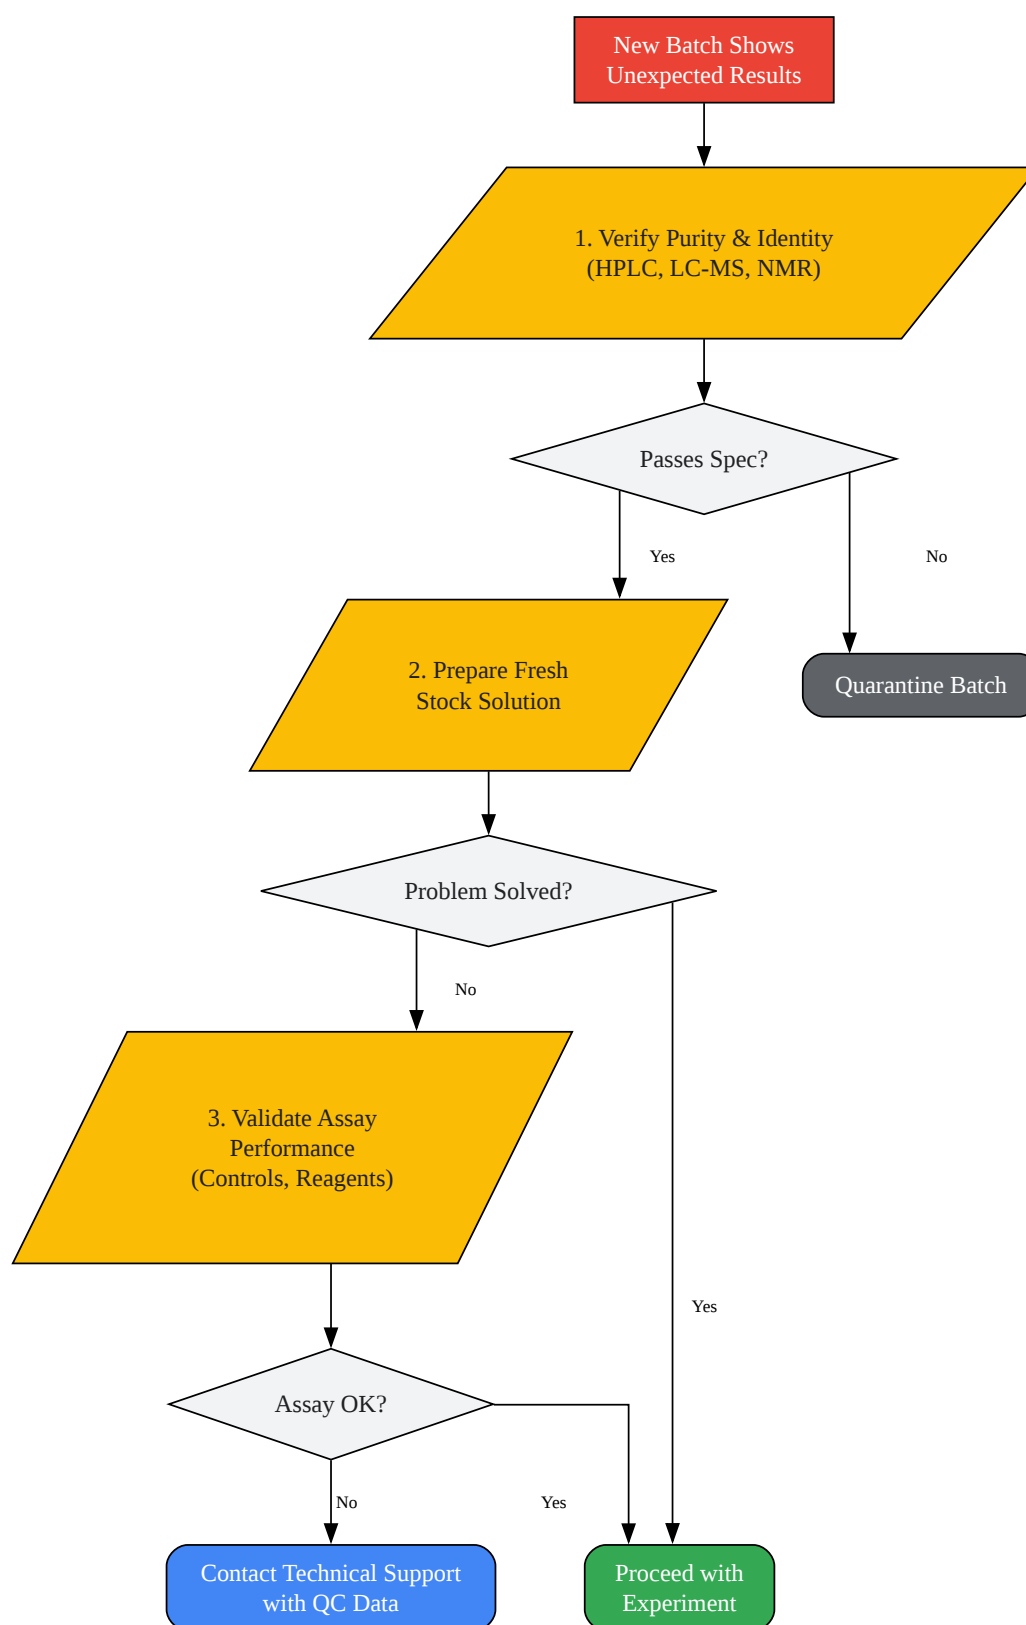 New Batch Shows
Unexpected Results
1. Verify Purity & Identity
(HPLC, LC-MS, NMR)
Passes Spec?
Yes
No
2. Prepare Fresh
Stock Solution
Quarantine Batch
Problem Solved?
No
3. Validate Assay
Performance
(Controls, Reagents)
Yes
Assay OK?
No
Yes
Contact Technical Support
with QC Data
Proceed with
Experiment